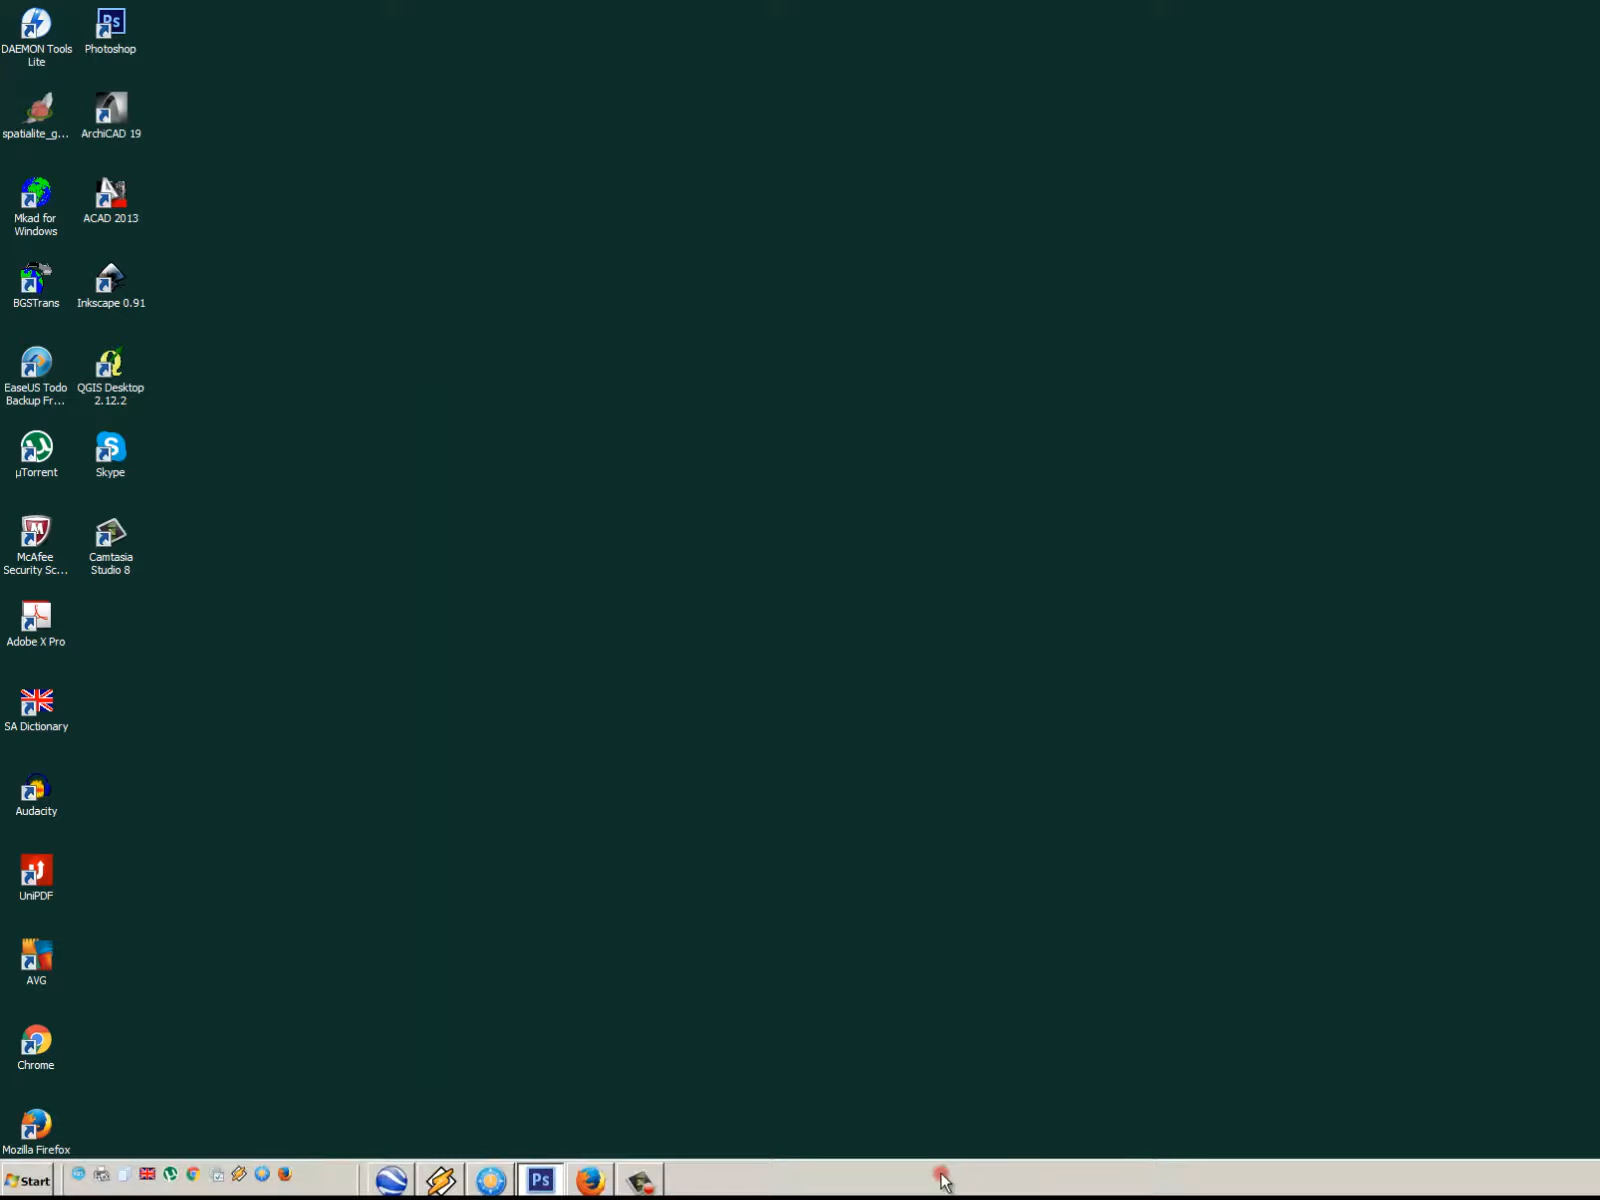 DAEMON Tools
Lite
Ps
Photoshop
spatialite_g...
ArchiCAD 19
Mkad for
Windows
ACAD 2013
BGSTrans
Inkscape 0.91
EaseUS Todo
Backup Fr...
QGIS Desktop
2.12.2
µTorrent
Skype
McAfee
Security Sc...
Camtasia
Studio 8
Adobe X Pro
SA Dictionary
Audacity
UniPDF
AVG
Chrome
Mozilla Firefox
Start
Ps